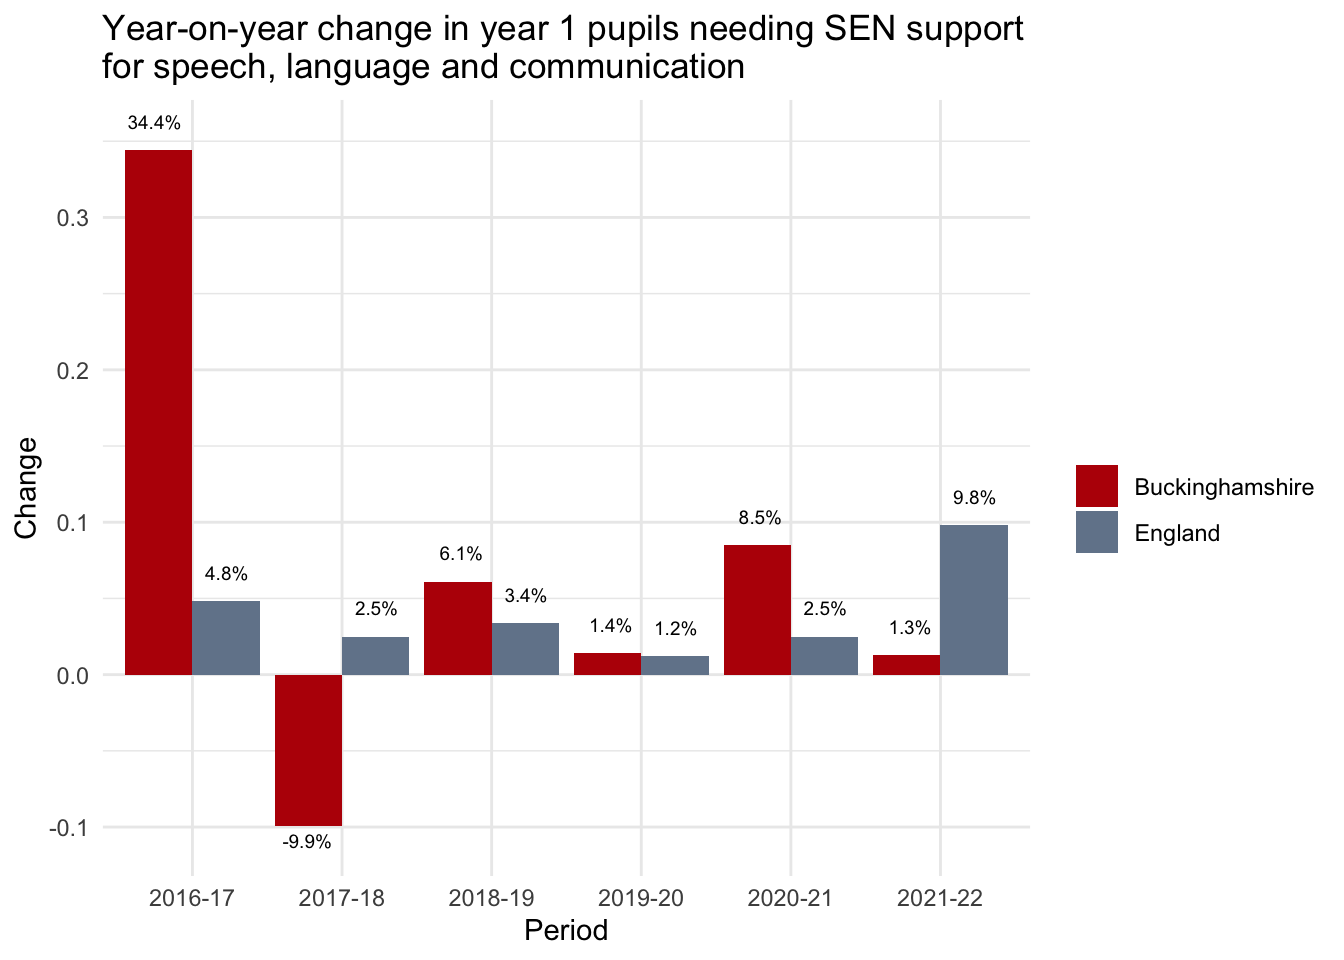 Year-on-year change in year 1 pupils needing SEN support
for speech, language and communication
34.4%
0.3
0.2
Change
Buckinghamshire
9.8%
0.1
8.5%
England
6.1%
4.8%
3.4%
2.5%
2.5%
1.4%
1.2%
1.3%
0.0
-0.1
-9.9%
2016-17 2017-18 2018-19 2019-20 2020-21 2021-22
Period